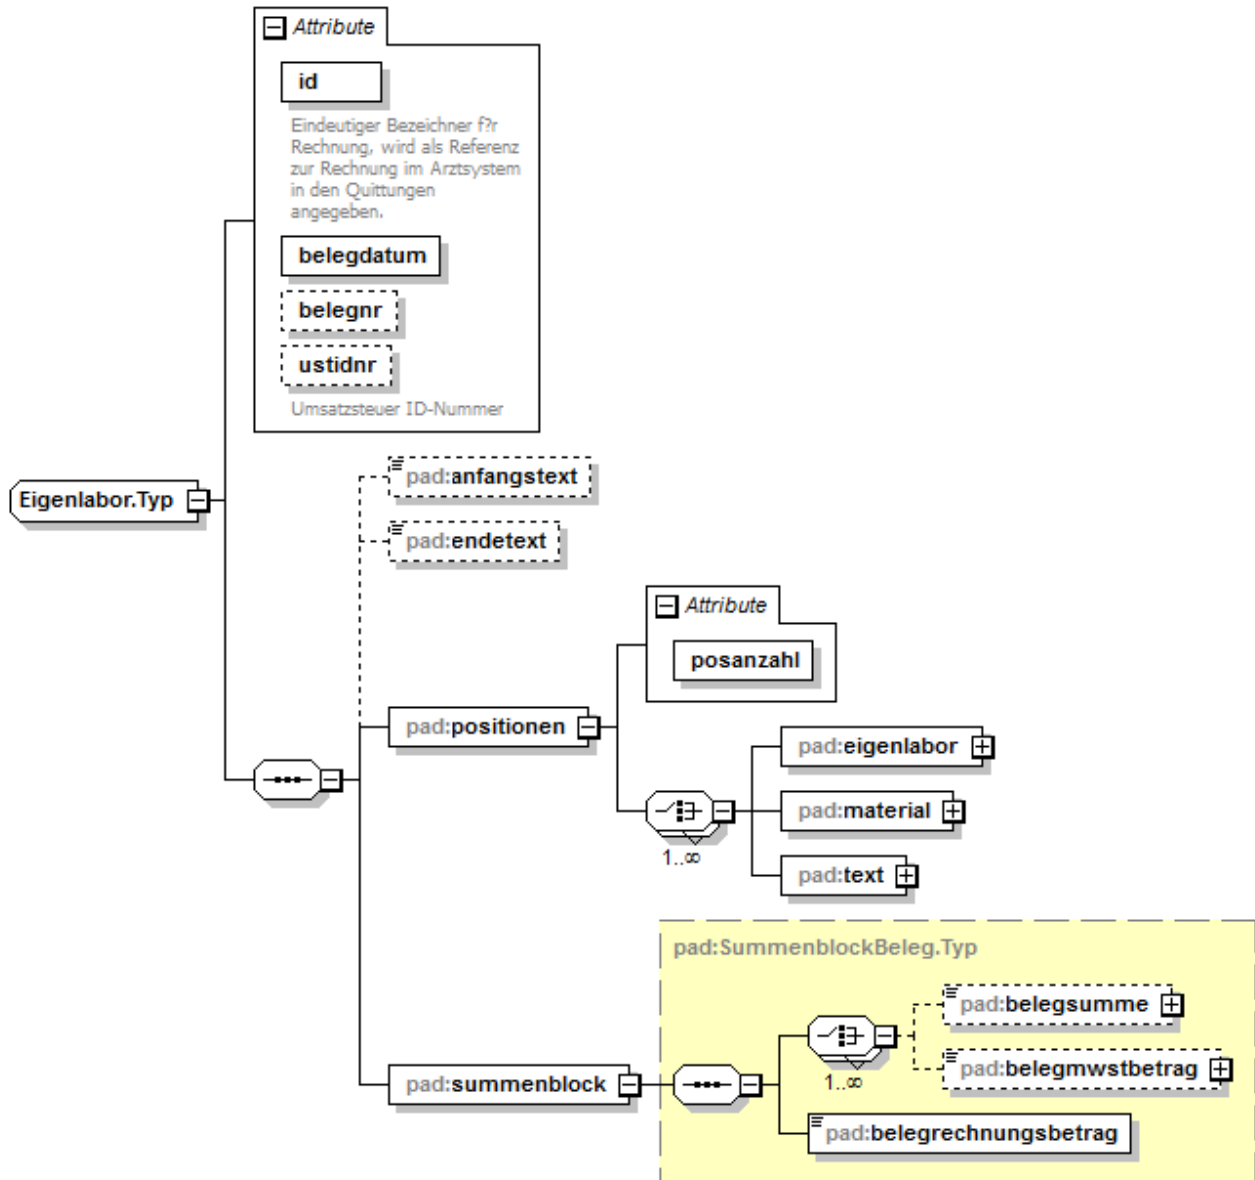 Attribute
id
Eindeutiger Bezeichner f?r
Rechnung, wird als Referenz
zur Rechnung im Arztsystem
in den Quittungen
angegeben.
belegdatum
belegnr
ustidnr
Umsatzsteuer ID-Nummer
Eigenlabor.Typ
pad:anfangstext
pad:endetext
Attribute
posanzahl
pad:positionen
pad:eigenlabor
pad:material
1..∞
pad:text
pad:SummenblockBeleg.Typ
pad:belegsumme
pad:belegmwstbetrag
1..∞
pad:summenblock
pad:belegrechnungsbetrag